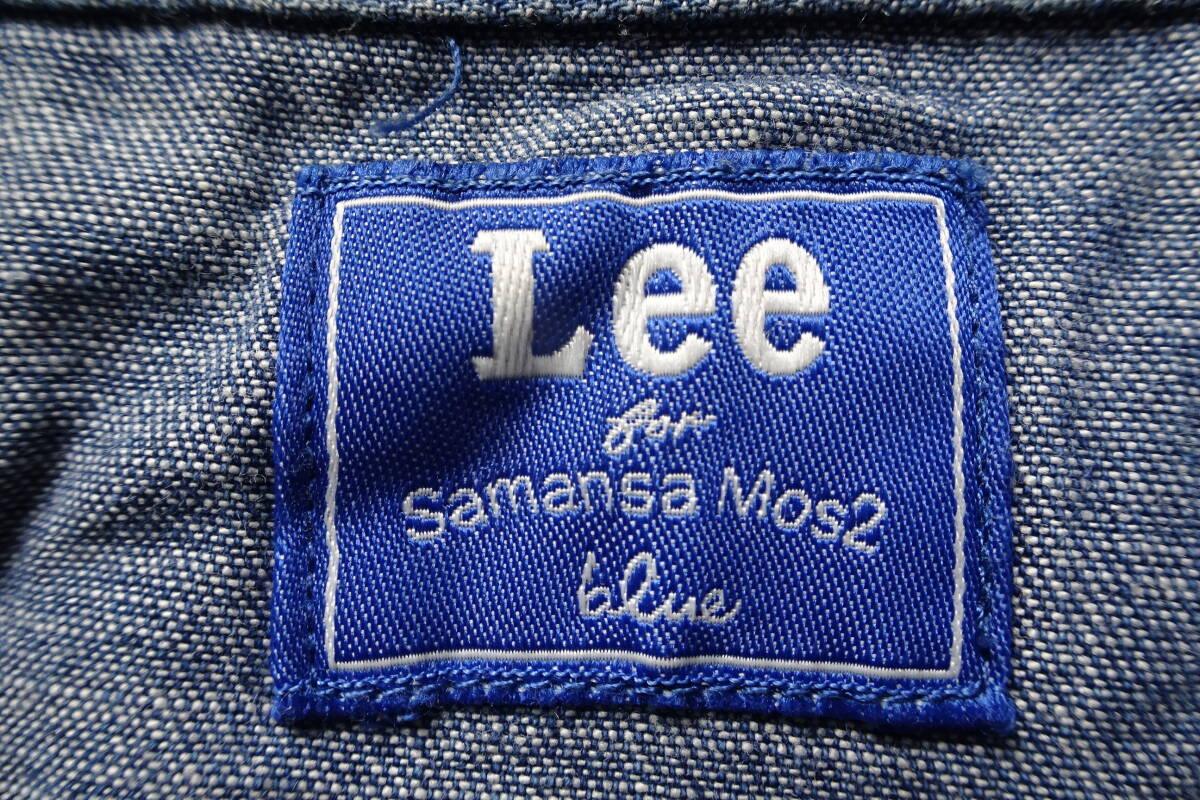 Lee
for
Samansa Mos2
blue